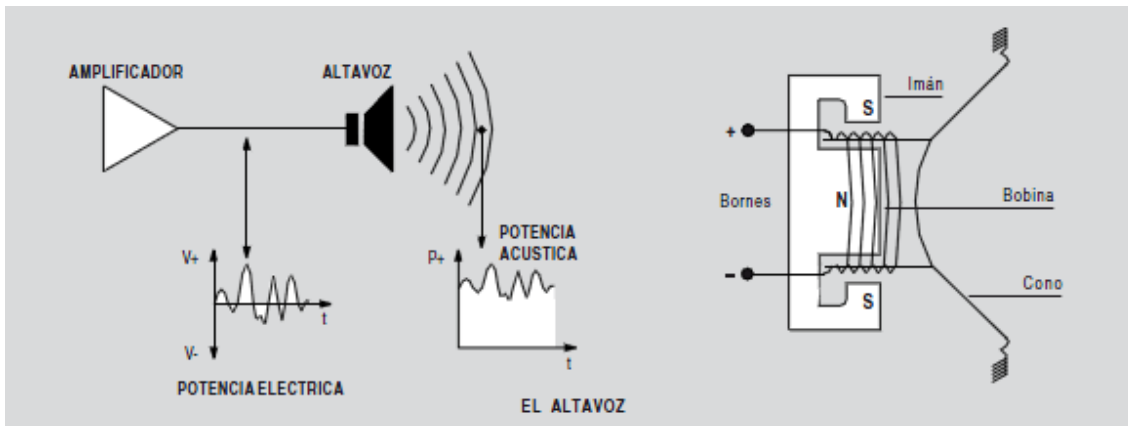 AMPLIFICADOR
ALTAVOZ
V+
t
V-
POTENCIA ELECTRICA
POTENCIA
ACUSTICA
P+
t
EL ALTAVOZ
Imán
S
+
Bornes
N
Bobina
-
S
Cono